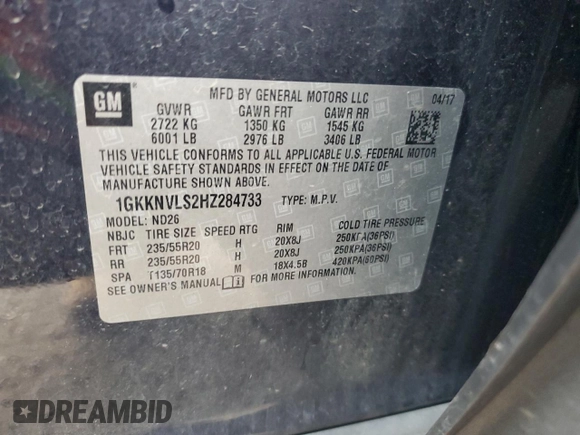 GM
MFD BY GENERAL MOTORS LLC 04/17
GVWR GAWR FRT GAWR RR
2722 KG 1350 KG 1545 KG
6001 LB 2976 LB 3406 LB
THIS VEHICLE CONFORMS TO ALL APPLICABLE U.S. FEDERAL MOTOR
VEHICLE SAFETY STANDARDS IN EFFECT ON THE DATE OF
MANUFACTURE SHOWN ABOVE.
1GKKNVLS2HZ284733 TYPE: M.P.V.
MODEL: ND26
NBJC TIRE SIZE SPEED RTG RIM COLD TIRE PRESSURE
FRT 235/55R20 H 20X8J 250KPA(36PSI)
RR 235/55R20 H 20X8J 250KPA(36PSI)
SPA T135/70R18 M 18X4.5B 420KPA(60PSI)
SEE OWNER'S MANUAL FOR MORE INFORMATION
DREAMBID